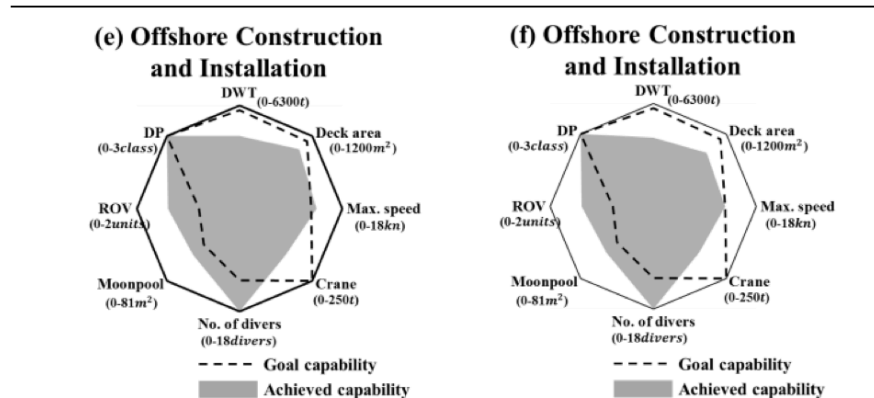 (e) Offshore Construction
and Installation
DWT
(0-6300t)
DP
(0-3class)
Deck area
(0-1200m²)
ROV
(0-2units)
Max. speed
(0-18kn)
Moonpool
(0-81m²)
Crane
(0-250t)
No. of divers
(0-18divers)
Goal capability
Achieved capability
(f) Offshore Construction
and Installation
DWT
(0-6300t)
DP
(0-3class)
Deck area
(0-1200m²)
ROV
(0-2units)
Max. speed
(0-18kn)
Moonpool
(0-81m²)
Crane
(0-250t)
No. of divers
(0-18divers)
Goal capability
Achieved capability